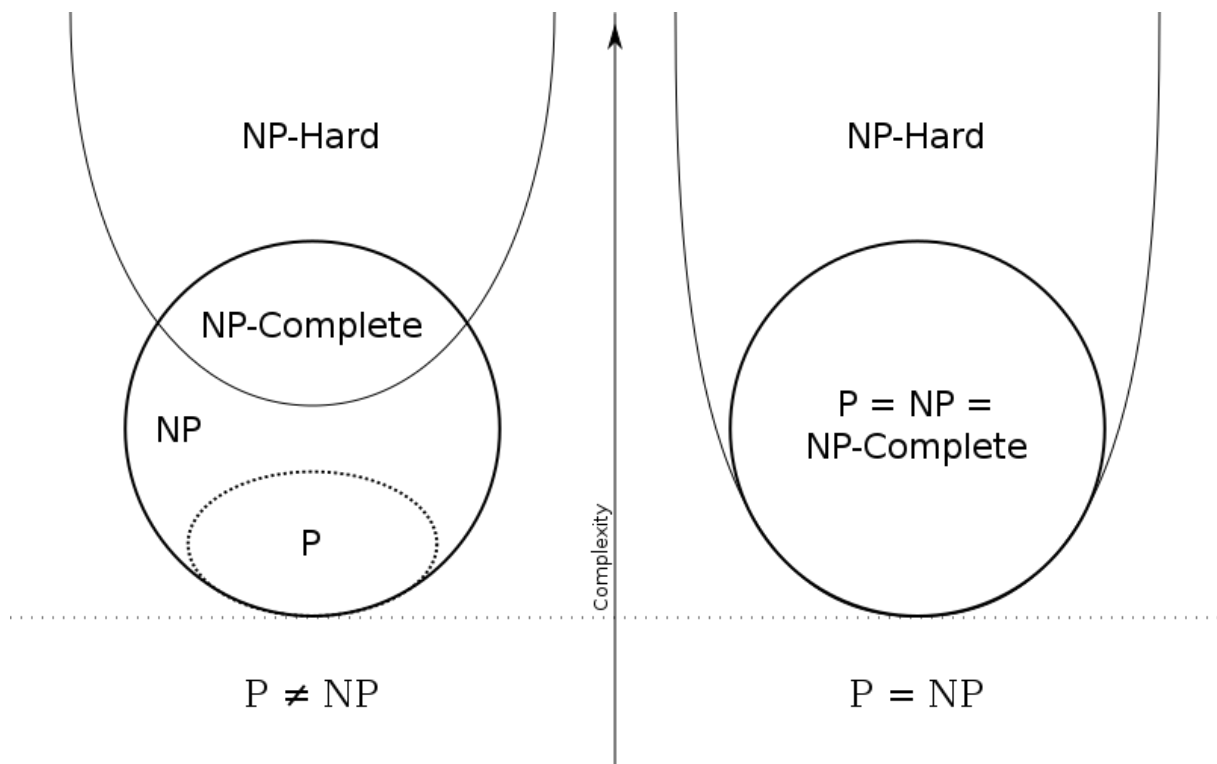 NP-Hard
NP-Complete
NP
P
P ≠ NP
Complexity
NP-Hard
P = NP =
NP-Complete
P = NP